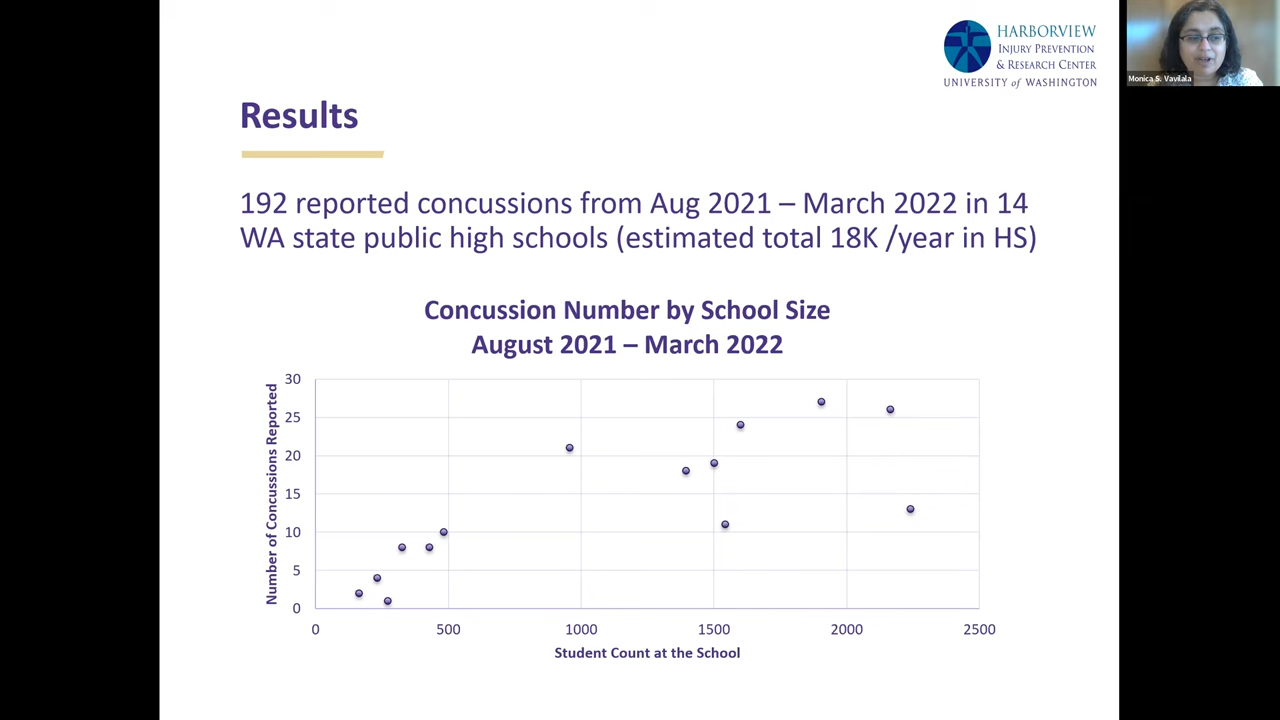 HARBORVIEW
INJURY PREVENTION
& RESEARCH CENTER
UNIVERSITY of WASHINGTON
Monica S. Vavilala
Results
192 reported concussions from Aug 2021 – March 2022 in 14
WA state public high schools (estimated total 18K /year in HS)
Concussion Number by School Size
August 2021 – March 2022
Number of Concussions Reported
30
25
20
15
10
5
0
0 500 1000 1500 2000 2500
Student Count at the School